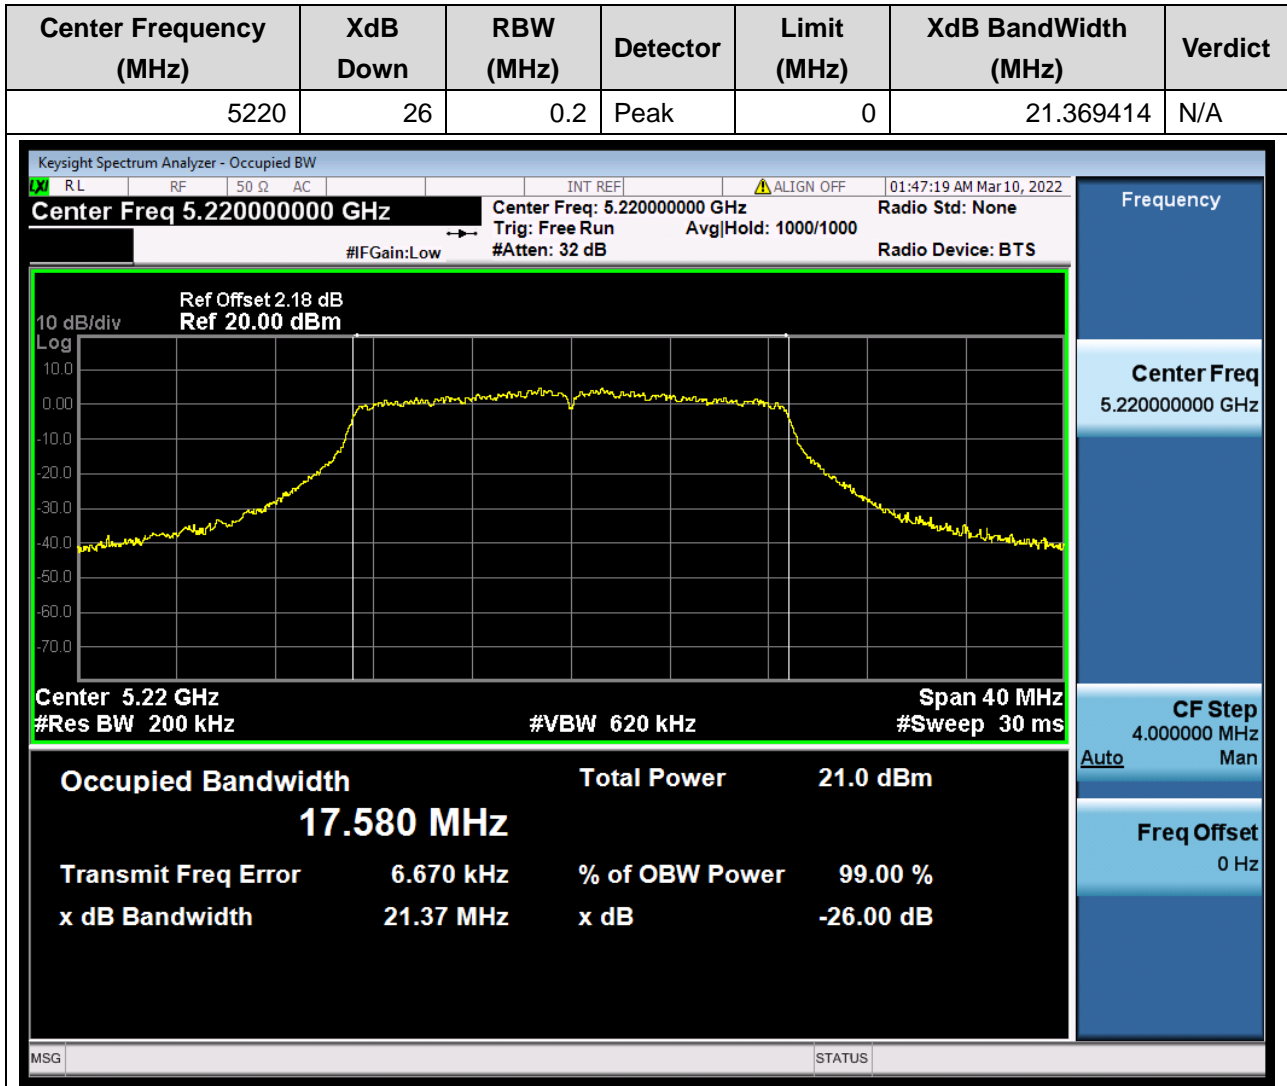 Center Frequency (MHz) XdB Down RBW (MHz) Detector Limit (MHz) XdB BandWidth (MHz) Verdict
5220 26 0.2 Peak 0 21.369414 N/A
Keysight Spectrum Analyzer - Occupied BW
LXI RL RF 50 Ω AC INT REF ALIGN OFF 01:47:19 AM Mar 10, 2022
Center Freq 5.220000000 GHz Center Freq: 5.220000000 GHz Radio Std: None
Trig: Free Run Avg|Hold: 1000/1000
#IFGain:Low #Atten: 32 dB Radio Device: BTS
Frequency
Ref Offset 2.18 dB
10 dB/div Ref 20.00 dBm
Log
10.0
0.00
-10.0
-20.0
-30.0
-40.0
-50.0
-60.0
-70.0
Center 5.22 GHz Span 40 MHz
#Res BW 200 kHz #VBW 620 kHz #Sweep 30 ms
Center Freq
5.220000000 GHz
CF Step
4.000000 MHz
Auto Man
Freq Offset
0 Hz
Occupied Bandwidth Total Power 21.0 dBm
17.580 MHz
Transmit Freq Error 6.670 kHz % of OBW Power 99.00 %
x dB Bandwidth 21.37 MHz x dB -26.00 dB
MSG STATUS